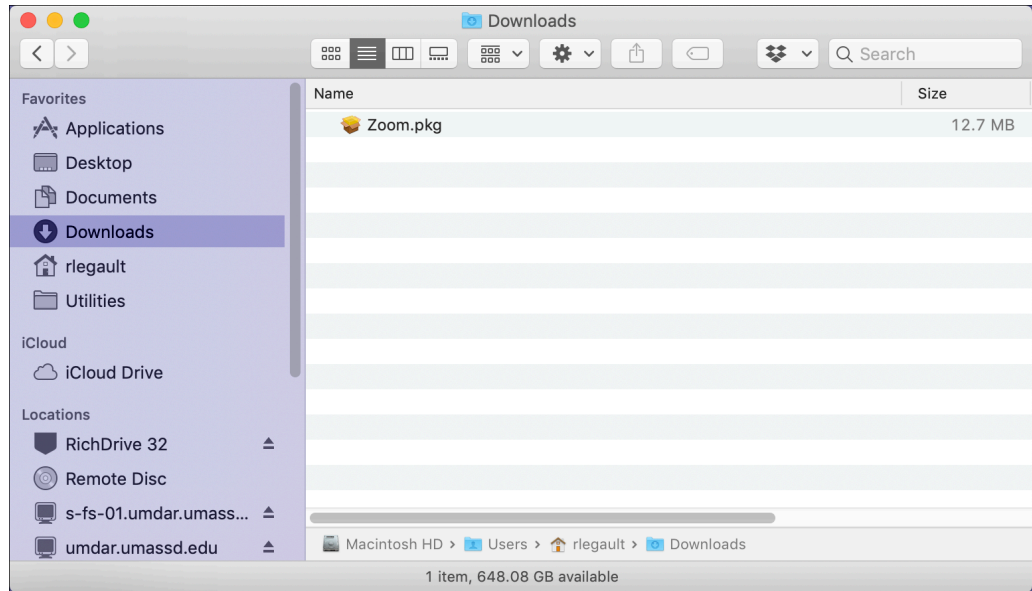 Downloads
Search
Favorites
Applications
Desktop
Documents
Downloads
rlegault
Utilities
iCloud
iCloud Drive
Locations
RichDrive 32
Remote Disc
s-fs-01.umdar.umass...
umdar.umassd.edu
Name Size
Zoom.pkg 12.7 MB
Macintosh HD › Users › rlegault › Downloads
1 item, 648.08 GB available